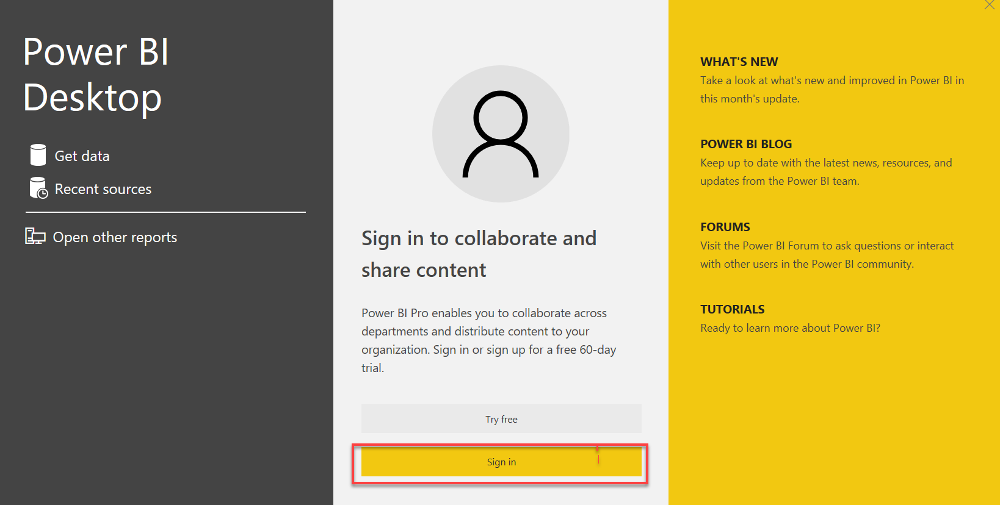 Power BI
Desktop
Get data
Recent sources
Open other reports
Sign in to collaborate and
share content
Power BI Pro enables you to collaborate across
departments and distribute content to your
organization. Sign in or sign up for a free 60-day
trial.
Try free
Sign in
WHAT'S NEW
Take a look at what's new and improved in Power BI in
this month's update.
POWER BI BLOG
Keep up to date with the latest news, resources, and
updates from the Power BI team.
FORUMS
Visit the Power BI Forum to ask questions or interact
with other users in the Power BI community.
TUTORIALS
Ready to learn more about Power BI?